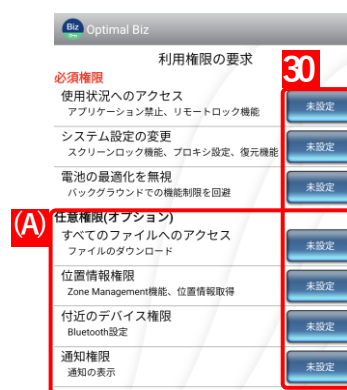 Biz
Optimal Biz
利用権限の要求
30
必須権限
使用状況へのアクセス
アプリケーション禁止、リモートロック機能
未設定
システム設定の変更
スクリーンロック機能、プロキシ設定、復元機能
未設定
電池の最適化を無視
バックグラウンドでの機能制限を回避
未設定
(A)
任意権限(オプション)
すべてのファイルへのアクセス
ファイルのダウンロード
未設定
位置情報権限
Zone Management機能、位置情報取得
未設定
付近のデバイス権限
Bluetooth設定
未設定
通知権限
通知の表示
未設定